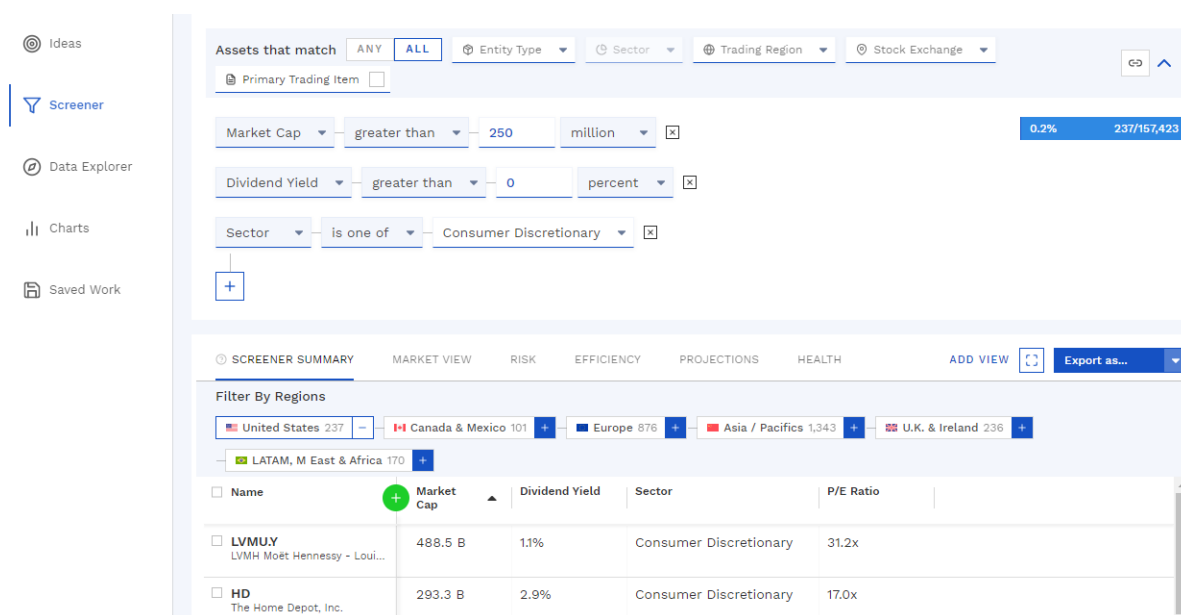 Ideas
Screener
Data Explorer
Charts
Saved Work
Assets that match ANY ALL Entity Type Sector Trading Region Stock Exchange
Primary Trading Item
Market Cap greater than 250 million
0.2% 237/157,423
Dividend Yield greater than 0 percent
Sector is one of Consumer Discretionary
+
SCREENER SUMMARY MARKET VIEW RISK EFFICIENCY PROJECTIONS HEALTH ADD VIEW Export as...
Filter By Regions
United States 237 − Canada & Mexico 101 + Europe 876 + Asia / Pacifics 1,343 + U.K. & Ireland 236 +
LATAM, M East & Africa 170 +
Name + Market Cap Dividend Yield Sector P/E Ratio
LVMU.Y 488.5 B 1.1% Consumer Discretionary 31.2x
LVMH Moët Hennessy - Loui...
HD 293.3 B 2.9% Consumer Discretionary 17.0x
The Home Depot, Inc.